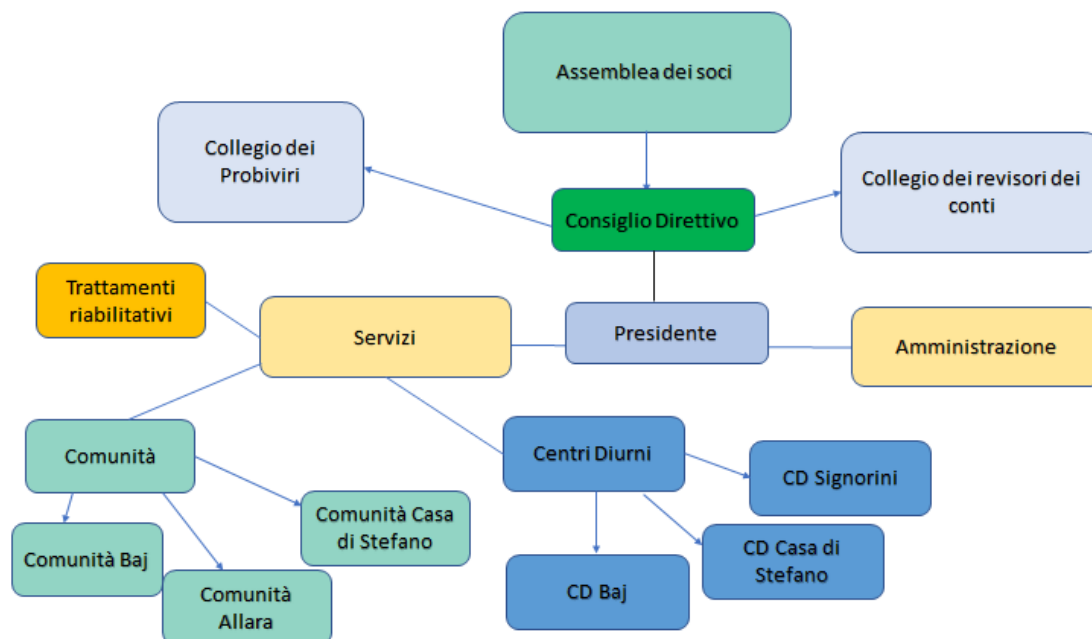 Assemblea dei soci
Collegio dei
Probiviri
Collegio dei revisori dei
conti
Consiglio Direttivo
Trattamenti
riabilitativi
Servizi
Presidente
Amministrazione
Comunità
Centri Diurni
CD Signorini
Comunità Casa
di Stefano
Comunità Baj
CD Casa di
Stefano
CD Baj
Comunità
Allara